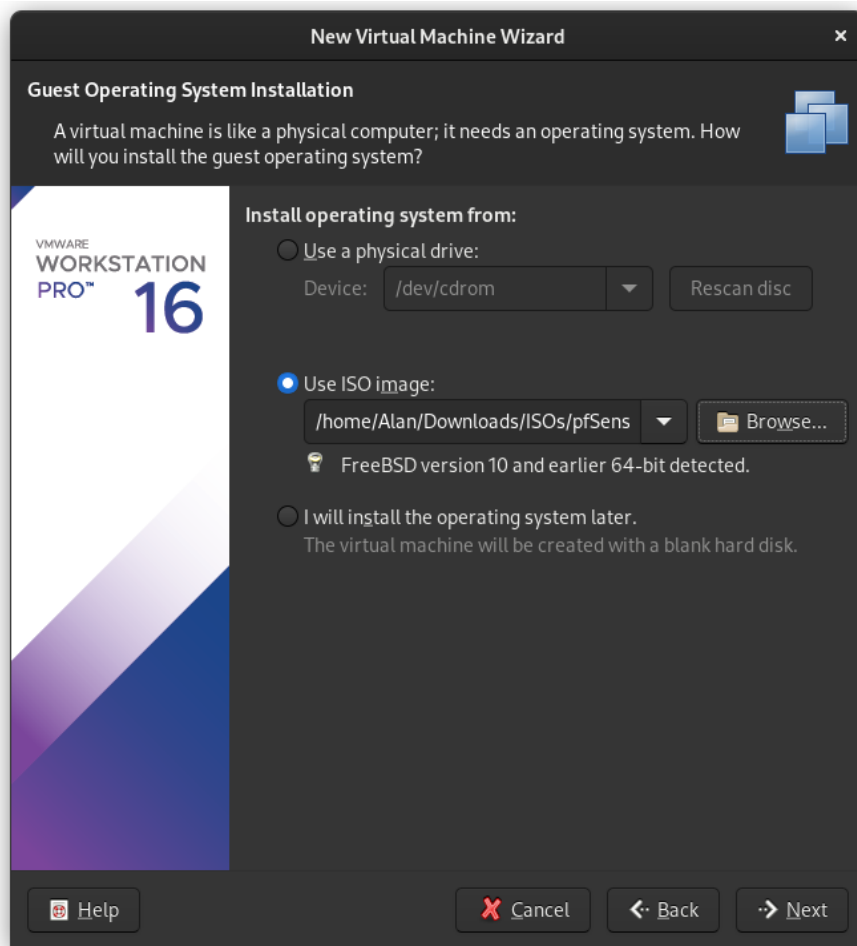 New Virtual Machine Wizard
×
Guest Operating System Installation
A virtual machine is like a physical computer; it needs an operating system. How
will you install the guest operating system?
VMWARE
WORKSTATION
PRO™ 16
Install operating system from:
Use a physical drive:
Device: /dev/cdrom Rescan disc
Use ISO image:
/home/Alan/Downloads/ISOs/pfSens Browse...
FreeBSD version 10 and earlier 64-bit detected.
I will install the operating system later.
The virtual machine will be created with a blank hard disk.
Help Cancel Back Next